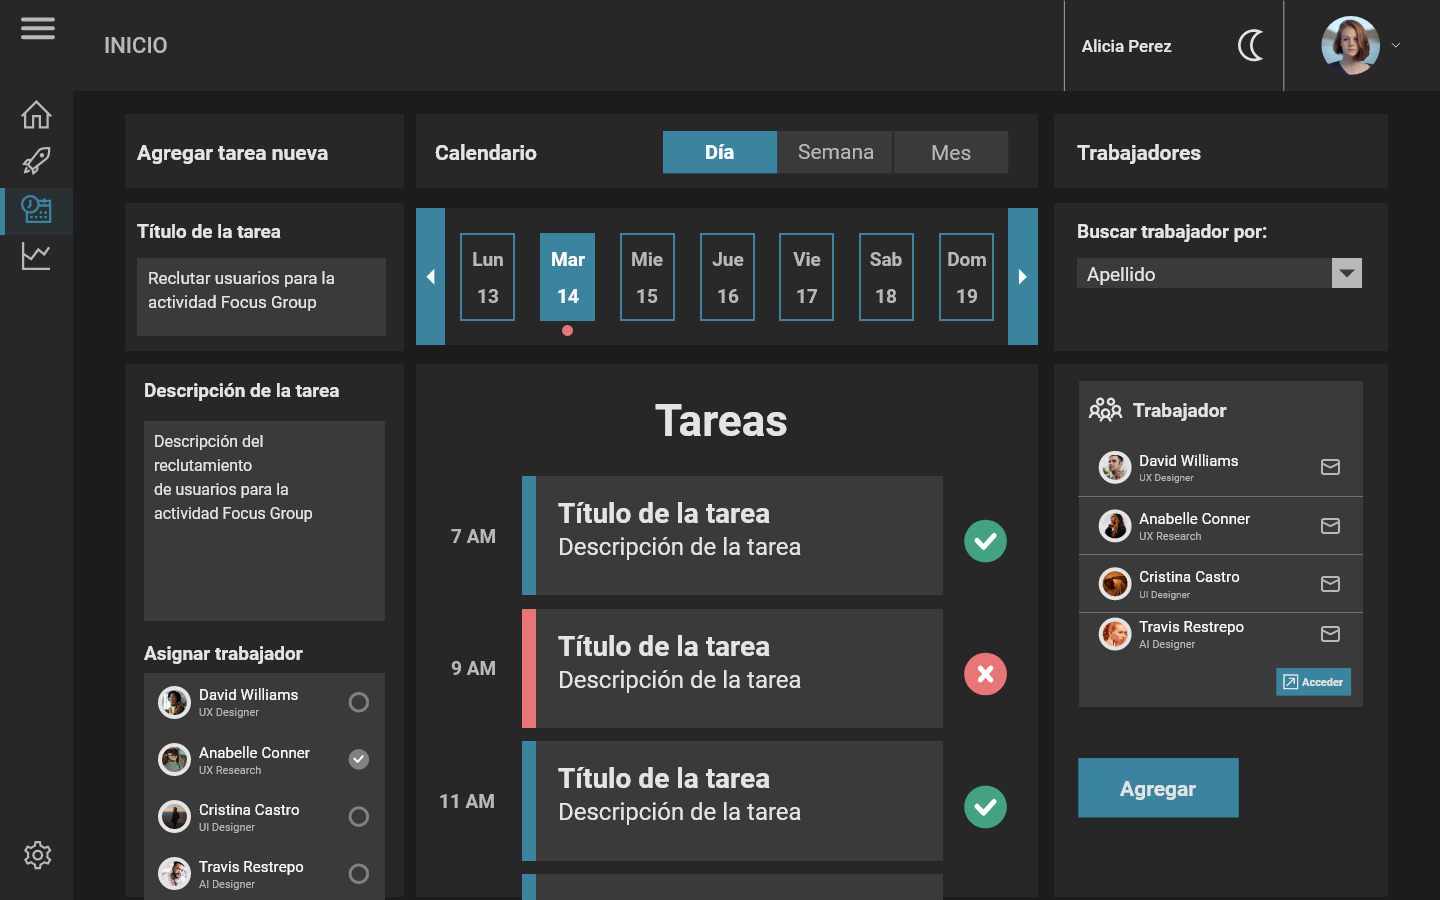 INICIO
Alicia Perez
Agregar tarea nueva
Título de la tarea
Reclutar usuarios para la
actividad Focus Group
Descripción de la tarea
Descripción del
reclutamiento
de usuarios para la
actividad Focus Group
Asignar trabajador
David Williams
UX Designer
Anabelle Conner
UX Research
Cristina Castro
UI Designer
Travis Restrepo
AI Designer
Calendario
Día
Semana
Mes
Lun
13
Mar
14
Mie
15
Jue
16
Vie
17
Sab
18
Dom
19
Tareas
7 AM
Título de la tarea
Descripción de la tarea
9 AM
Título de la tarea
Descripción de la tarea
11 AM
Título de la tarea
Descripción de la tarea
Trabajadores
Buscar trabajador por:
Apellido
Trabajador
David Williams
UX Designer
Anabelle Conner
UX Research
Cristina Castro
UI Designer
Travis Restrepo
AI Designer
Acceder
Agregar